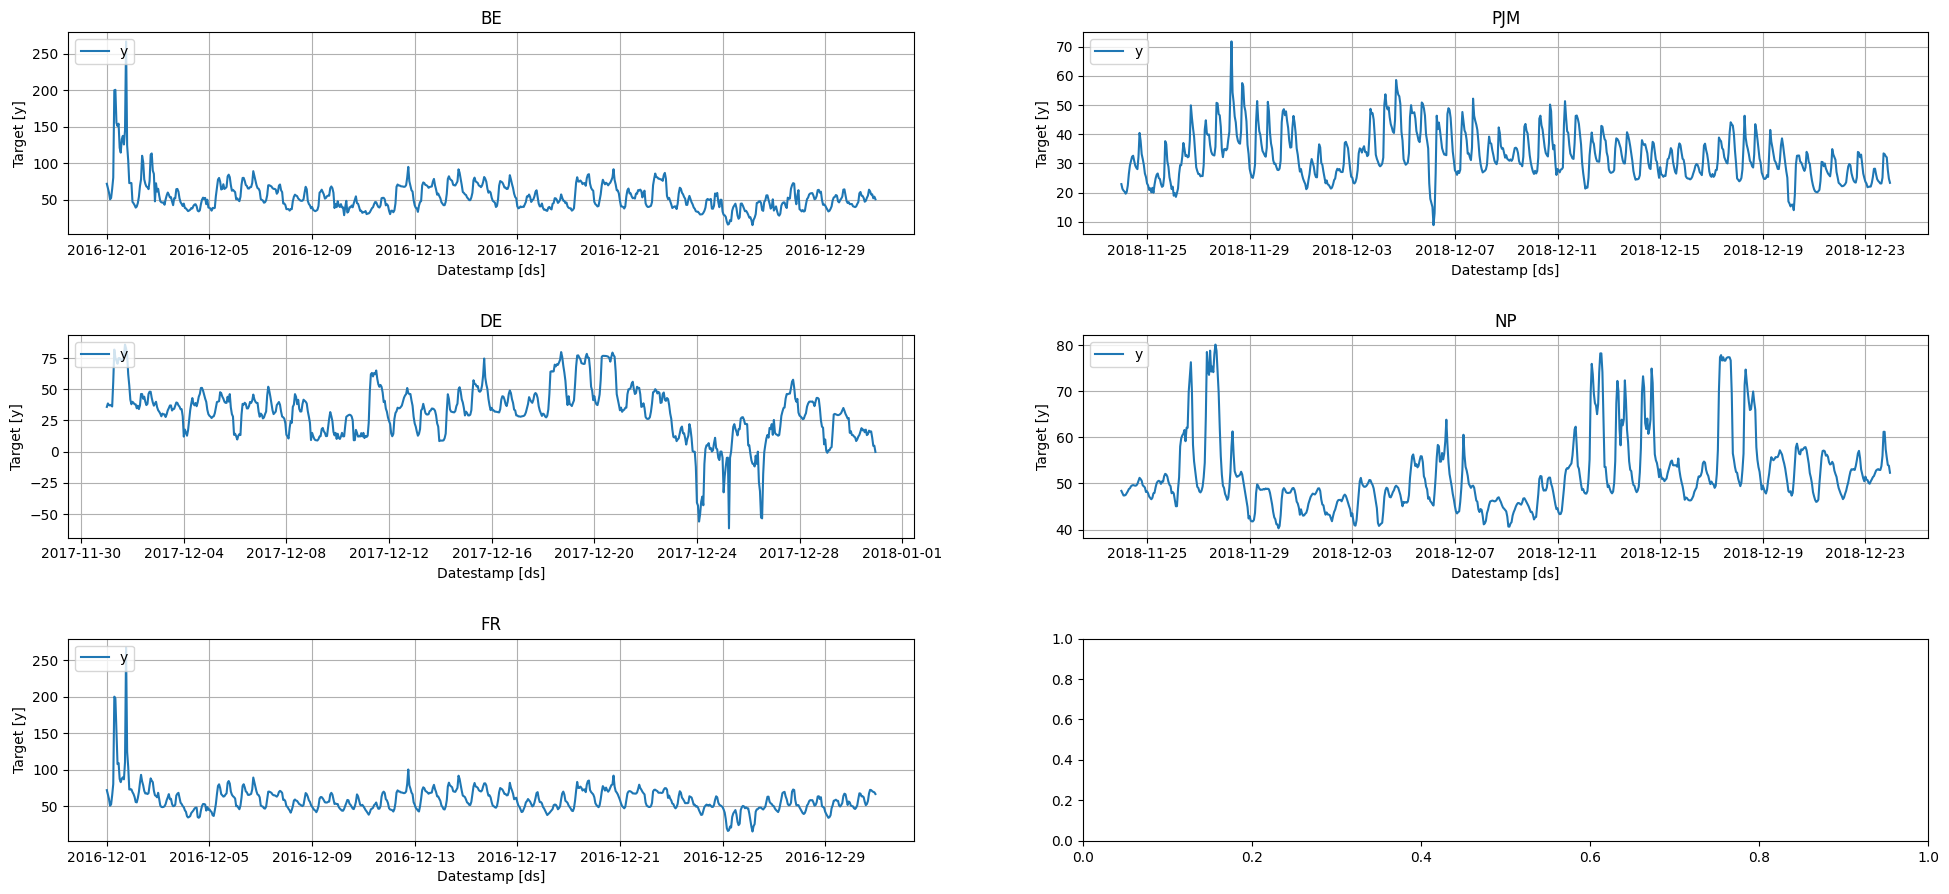 BE
Target [y]
y
250
200
150
100
50
2016-12-01 2016-12-05 2016-12-09 2016-12-13 2016-12-17 2016-12-21 2016-12-25 2016-12-29
Datestamp [ds]
PJM
Target [y]
y
70
60
50
40
30
20
10
2018-11-25 2018-11-29 2018-12-03 2018-12-07 2018-12-11 2018-12-15 2018-12-19 2018-12-23
Datestamp [ds]
DE
Target [y]
y
75
50
25
0
−25
−50
2017-11-30 2017-12-04 2017-12-08 2017-12-12 2017-12-16 2017-12-20 2017-12-24 2017-12-28 2018-01-01
Datestamp [ds]
NP
Target [y]
y
80
70
60
50
40
2018-11-25 2018-11-29 2018-12-03 2018-12-07 2018-12-11 2018-12-15 2018-12-19 2018-12-23
Datestamp [ds]
FR
Target [y]
y
250
200
150
100
50
2016-12-01 2016-12-05 2016-12-09 2016-12-13 2016-12-17 2016-12-21 2016-12-25 2016-12-29
Datestamp [ds]
1.0
0.8
0.6
0.4
0.2
0.0
0.0 0.2 0.4 0.6 0.8 1.0